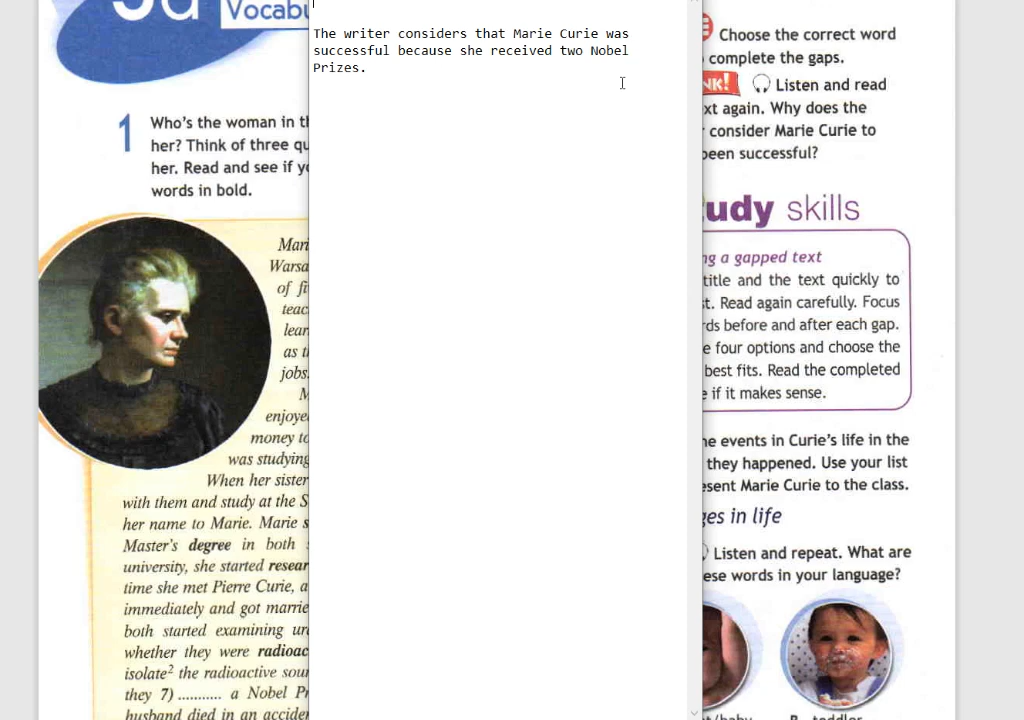 Vocabu
The writer considers that Marie Curie was
successful because she received two Nobel
Prizes.
1 Who's the woman in th
her? Think of three qu
her. Read and see if yo
words in bold.
Mari
Warsa
of fi
teac
lear
as th
jobs.
M
enjoye
money to
was studying
When her sister
with them and study at the S
her name to Marie. Marie s
Master's degree in both
university, she started resear
time she met Pierre Curie, a
immediately and got marrie
both started examining ura
whether they were radioac
isolate² the radioactive sour
they 7) ........... a Nobel Pr
husband died in an acciden
Choose the correct word
complete the gaps.
NK! Listen and read
xt again. Why does the
r consider Marie Curie to
been successful?
udy skills
ng a gapped text
title and the text quickly to
st. Read again carefully. Focus
rds before and after each gap.
e four options and choose the
best fits. Read the completed
e if it makes sense.
he events in Curie's life in the
they happened. Use your list
esent Marie Curie to the class.
ges in life
Listen and repeat. What are
ese words in your language?
t/baby
B toddler